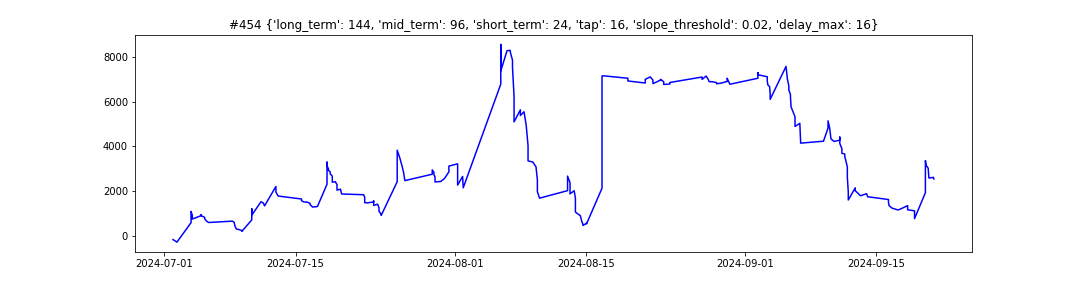 #454 {'long_term': 144, 'mid_term': 96, 'short_term': 24, 'tap': 16, 'slope_threshold': 0.02, 'delay_max': 16}
8000
6000
4000
2000
0
2024-07-01 2024-07-15 2024-08-01 2024-08-15 2024-09-01 2024-09-15